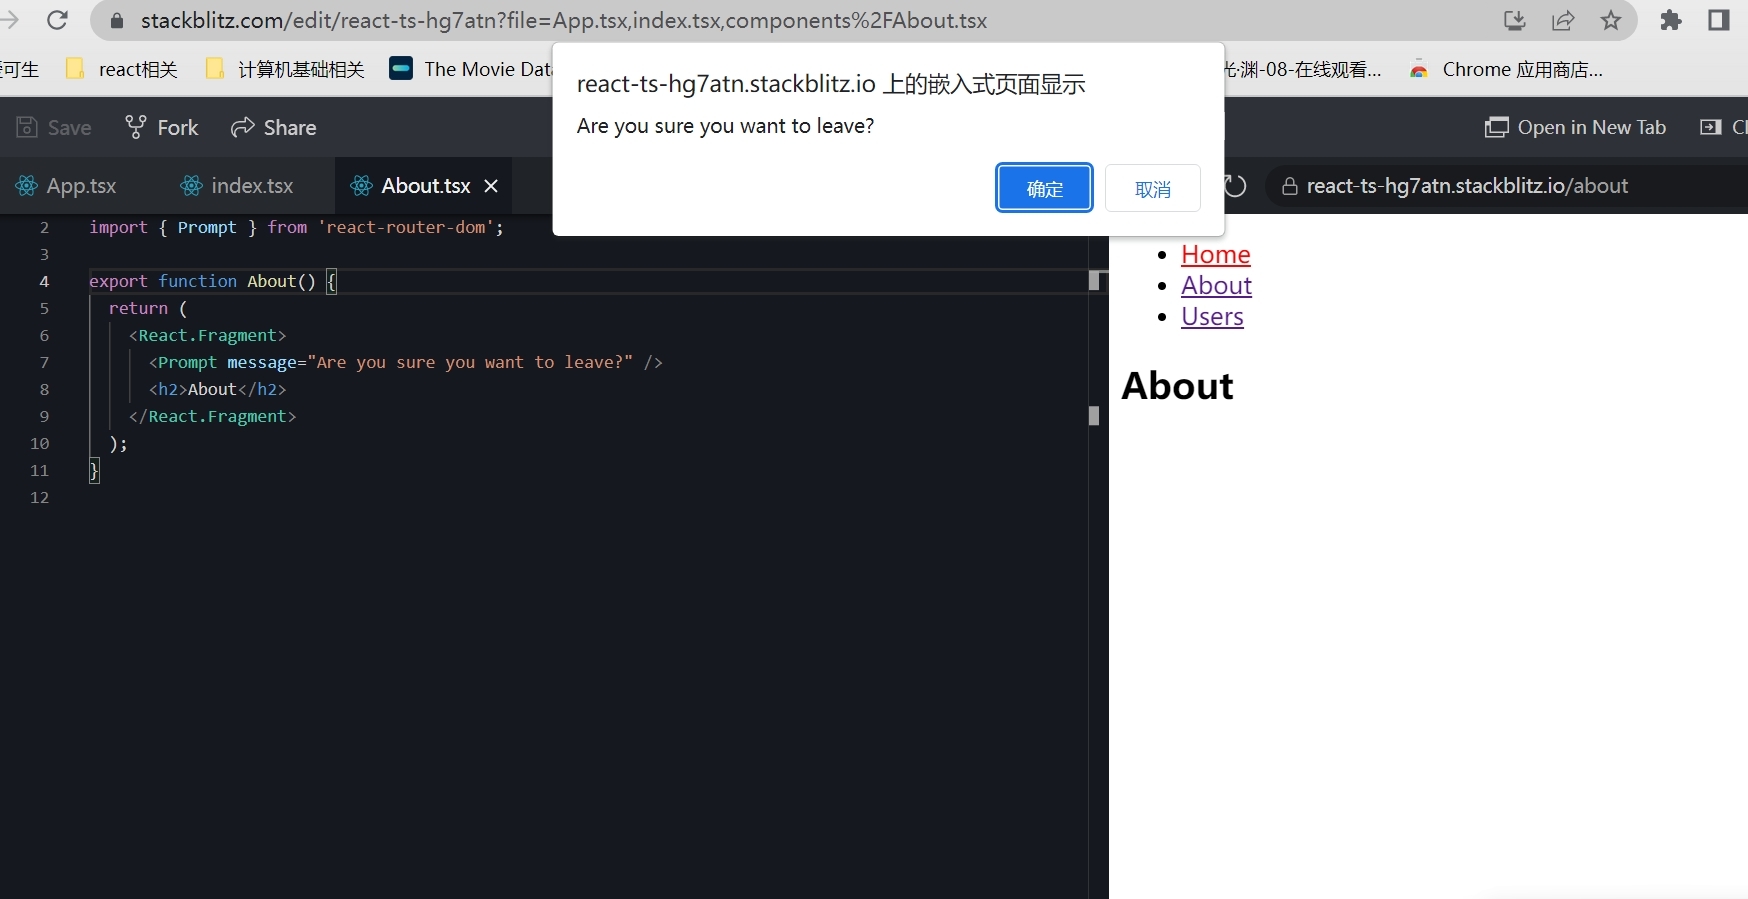 stackblitz.com/edit/react-ts-hg7atn?file=App.tsx,index.tsx,components%2FAbout.tsx
可生 react相关 计算机基础相关 The Movie Data 光·渊-08-在线观看... Chrome 应用商店...
react-ts-hg7atn.stackblitz.io 上的嵌入式页面显示
Are you sure you want to leave?
确定 取消
Save Fork Share Open in New Tab
App.tsx index.tsx About.tsx react-ts-hg7atn.stackblitz.io/about
2 import { Prompt } from 'react-router-dom';
3
4 export function About() {
5 return (
6 <React.Fragment>
7 <Prompt message="Are you sure you want to leave?" />
8 <h2>About</h2>
9 </React.Fragment>
10 );
11 }
12
Home
About
Users
About